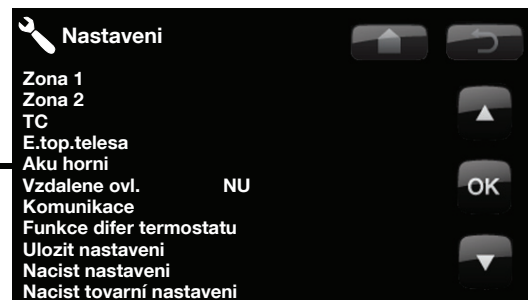 Nastaveni
Zona 1
Zona 2
TC
E.top.telesa
Aku horni
Vzdalene ovl. NU
Komunikace
Funkce difer termostatu
Ulozit nastaveni
Nacist nastaveni
Nacist tovarní nastaveni
OK